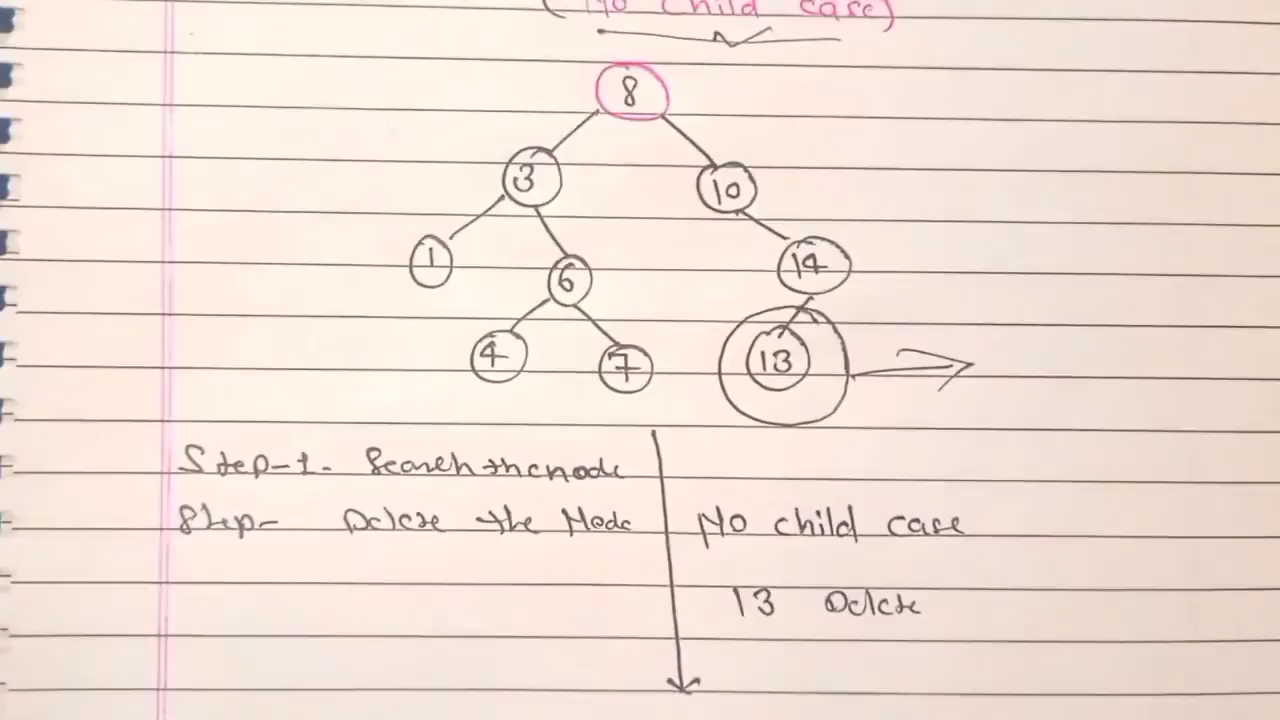 (No child case)
8
3
10
1
6
14
4
7
13
Step-1. Search the node
Step- Delete the Node
No child case
13 Delete